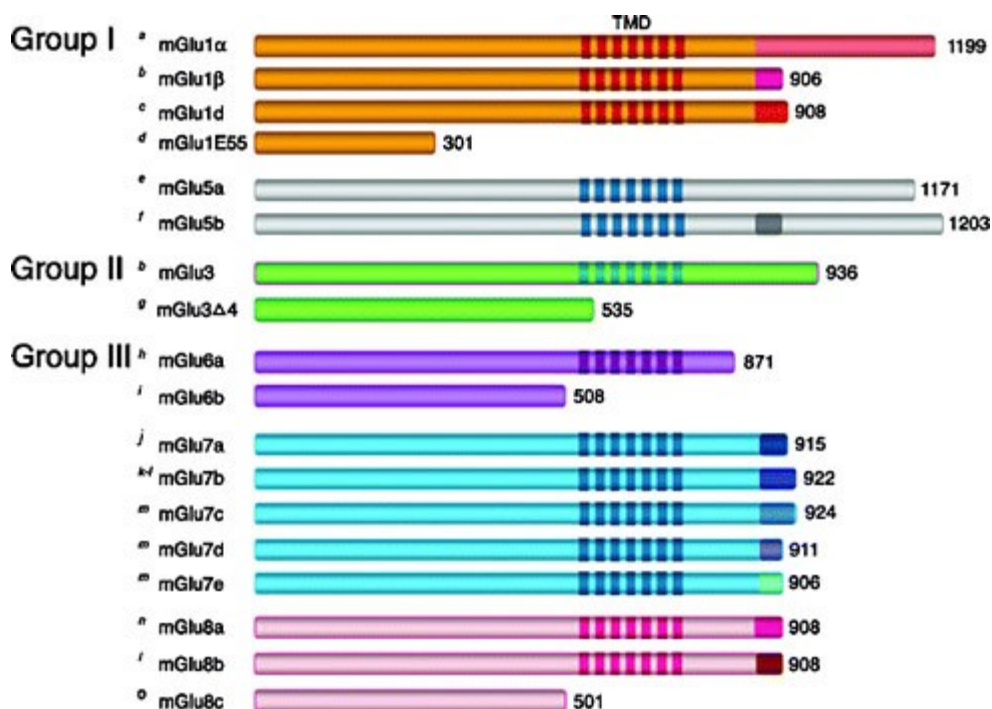 TMD
Group I a mGlu1α 1199
b mGlu1β 906
c mGlu1d 908
d mGlu1E55 301
e mGlu5a 1171
f mGlu5b 1203
Group II b mGlu3 936
g mGlu3Δ4 535
Group III h mGlu6a 871
i mGlu6b 508
j mGlu7a 915
k-l mGlu7b 922
m mGlu7c 924
m mGlu7d 911
m mGlu7e 906
n mGlu8a 908
l mGlu8b 908
o mGlu8c 501